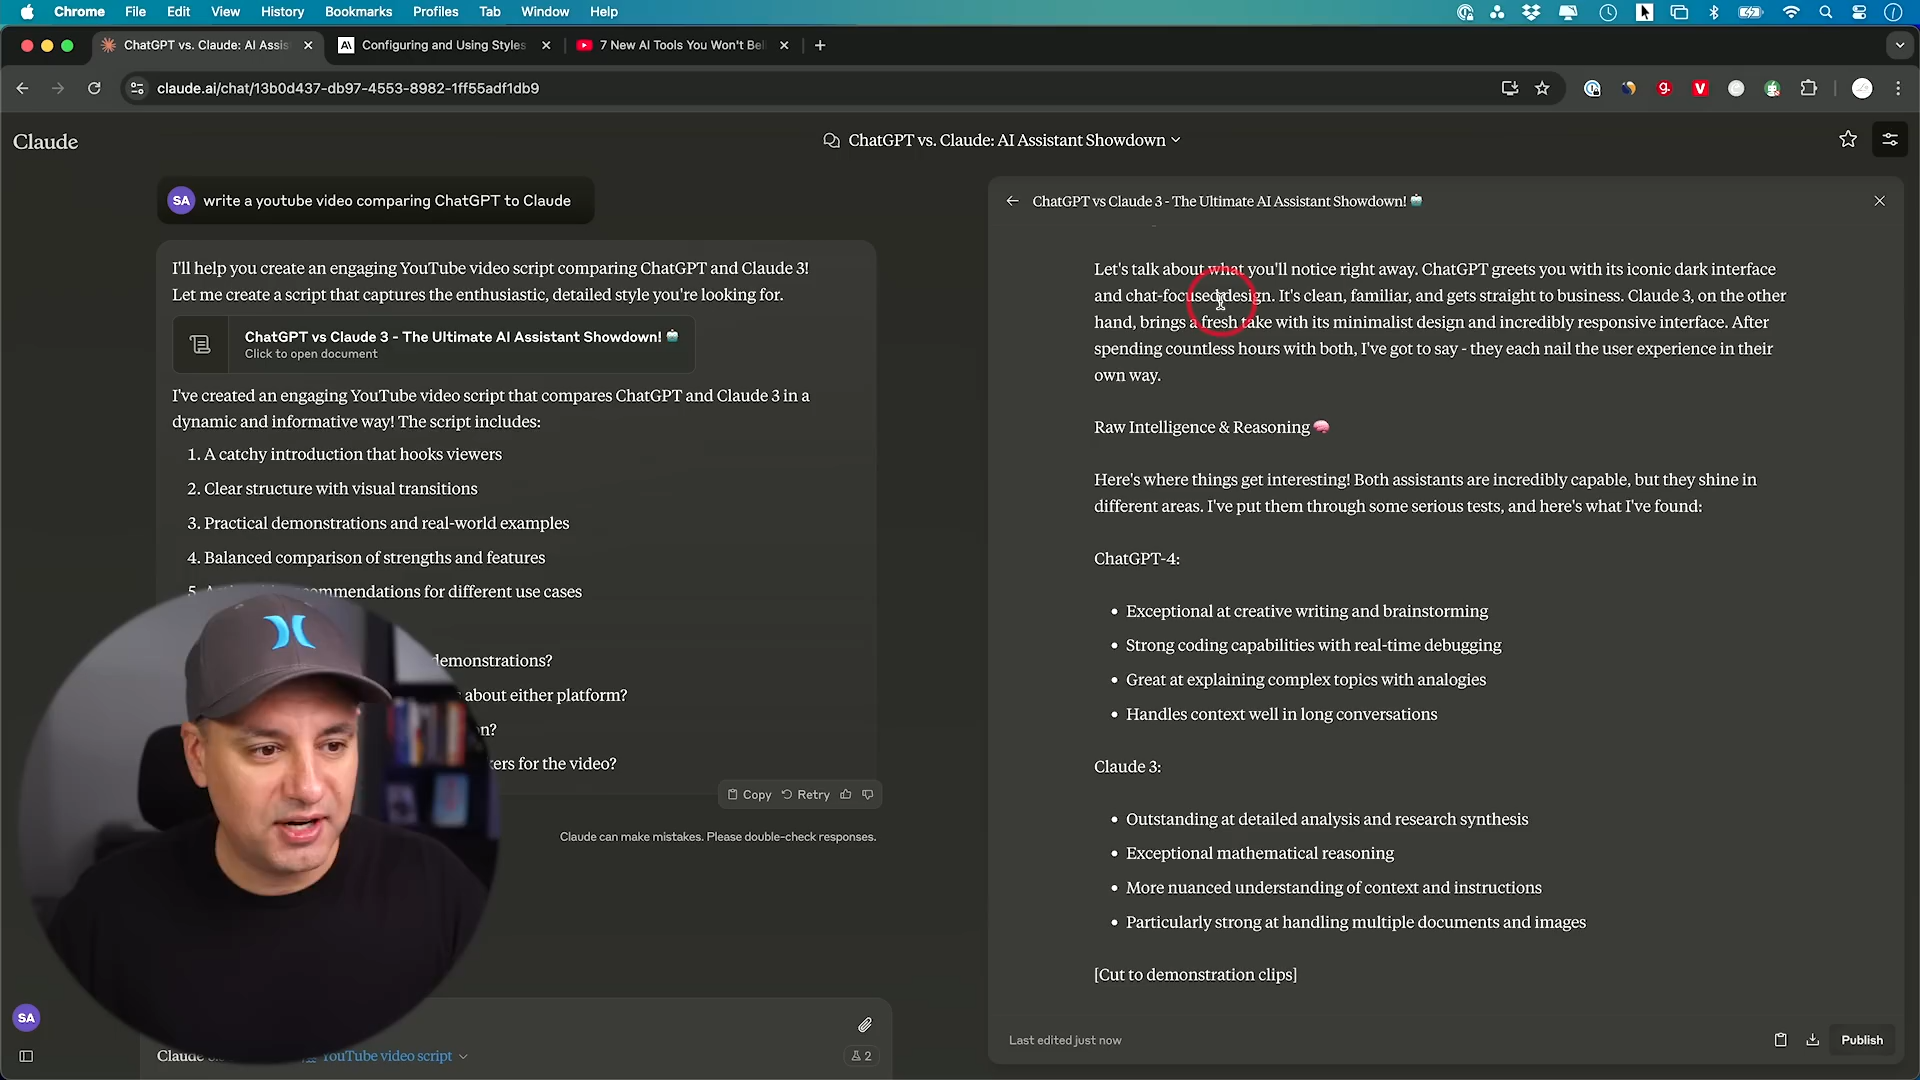 Chrome File Edit View History Bookmarks Profiles Tab Window Help
ChatGPT vs. Claude: AI Assis
Configuring and Using Styles
7 New AI Tools You Won't Bel
claude.ai/chat/13b0d437-db97-4553-8982-1ff55adf1db9
Claude
ChatGPT vs. Claude: AI Assistant Showdown
SA write a youtube video comparing ChatGPT to Claude
I'll help you create an engaging YouTube video script comparing ChatGPT and Claude 3!
Let me create a script that captures the enthusiastic, detailed style you're looking for.
ChatGPT vs Claude 3 - The Ultimate AI Assistant Showdown! 🤖
Click to open document
I've created an engaging YouTube video script that compares ChatGPT and Claude 3 in a
dynamic and informative way! The script includes:
1. A catchy introduction that hooks viewers
2. Clear structure with visual transitions
3. Practical demonstrations and real-world examples
4. Balanced comparison of strengths and features
5. ommendations for different use cases
demonstrations?
about either platform?
on?
kers for the video?
Copy Retry
Claude can make mistakes. Please double-check responses.
SA
Claude
YouTube video script
2
ChatGPT vs Claude 3 - The Ultimate AI Assistant Showdown! 🤖
Let's talk about what you'll notice right away. ChatGPT greets you with its iconic dark interface
and chat-focused design. It's clean, familiar, and gets straight to business. Claude 3, on the other
hand, brings a fresh take with its minimalist design and incredibly responsive interface. After
spending countless hours with both, I've got to say - they each nail the user experience in their
own way.
Raw Intelligence & Reasoning 🧠
Here's where things get interesting! Both assistants are incredibly capable, but they shine in
different areas. I've put them through some serious tests, and here's what I've found:
ChatGPT-4:
• Exceptional at creative writing and brainstorming
• Strong coding capabilities with real-time debugging
• Great at explaining complex topics with analogies
• Handles context well in long conversations
Claude 3:
• Outstanding at detailed analysis and research synthesis
• Exceptional mathematical reasoning
• More nuanced understanding of context and instructions
• Particularly strong at handling multiple documents and images
[Cut to demonstration clips]
Last edited just now
Publish